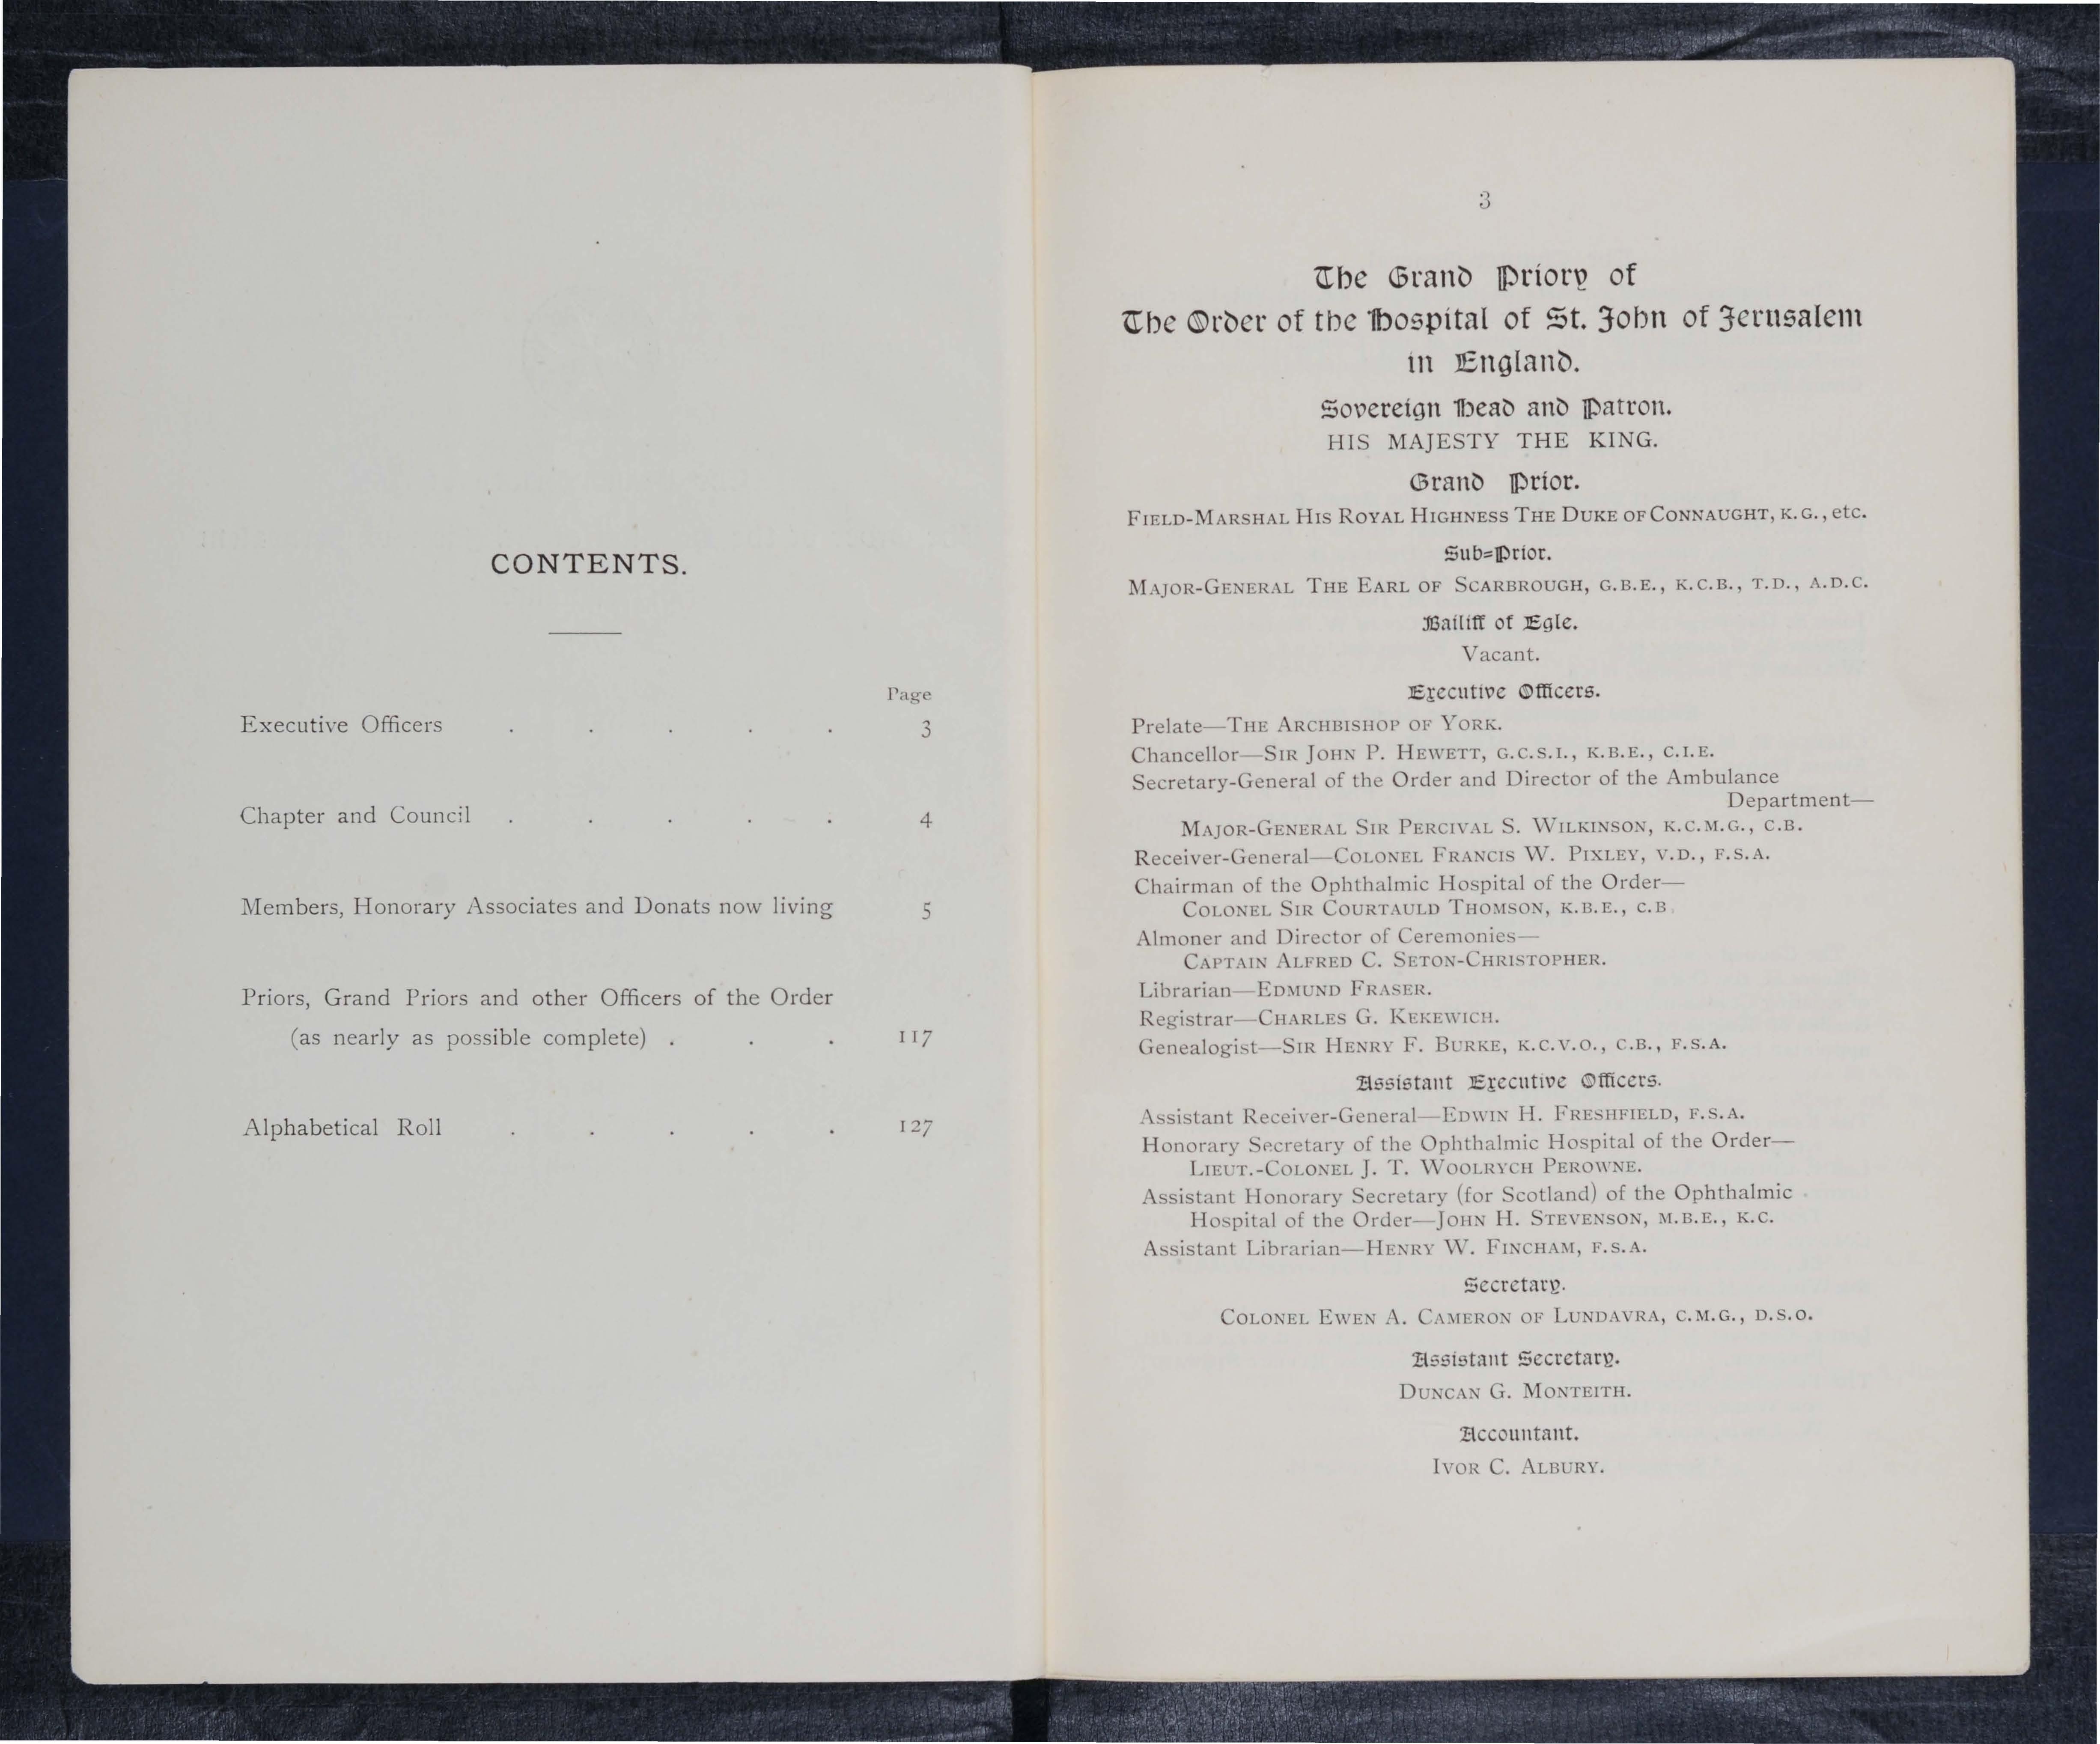 CONTENTS.
Page
Executive Officers . . . . . 3
Chapter and Council . . . . . 4
Members, Honorary Associates and Donats now living 5
Priors, Grand Priors and other Officers of the Order
(as nearly as possible complete) . . . 117
Alphabetical Roll . . . . . 127
3
The Grand Priory of
The Order of the Hospital of St. John of Jerusalem
in England.
Sovereign Head and Patron.
HIS MAJESTY THE KING.
Grand Prior.
FIELD-MARSHAL HIS ROYAL HIGHNESS THE DUKE OF CONNAUGHT, K.G., etc.
Sub=Prior.
MAJOR-GENERAL THE EARL OF SCARBROUGH, G.B.E., K.C.B., T.D., A.D.C.
Bailiff of Egle.
Vacant.
Executive Officers.
Prelate—THE ARCHBISHOP OF YORK.
Chancellor—SIR JOHN P. HEWETT, G.C.S.I., K.B.E., C.I.E.
Secretary-General of the Order and Director of the Ambulance
Department—
MAJOR-GENERAL SIR PERCIVAL S. WILKINSON, K.C.M.G., C.B.
Receiver-General—COLONEL FRANCIS W. PIXLEY, V.D., F.S.A.
Chairman of the Ophthalmic Hospital of the Order—
COLONEL SIR COURTAULD THOMSON, K.B.E., C.B.
Almoner and Director of Ceremonies—
CAPTAIN ALFRED C. SETON-CHRISTOPHER.
Librarian—EDMUND FRASER.
Registrar—CHARLES G. KEKEWICH.
Genealogist—SIR HENRY F. BURKE, K.C.V.O., C.B., F.S.A.
Assistant Executive Officers.
Assistant Receiver-General—EDWIN H. FRESHFIELD, F.S.A.
Honorary Secretary of the Ophthalmic Hospital of the Order—
LIEUT.-COLONEL J. T. WOOLRYCH PEROWNE.
Assistant Honorary Secretary (for Scotland) of the Ophthalmic
Hospital of the Order—JOHN H. STEVENSON, M.B.E., K.C.
Assistant Librarian—HENRY W. FINCHAM, F.S.A.
Secretary.
COLONEL EWEN A. CAMERON OF LUNDAVRA, C.M.G., D.S.O.
Assistant Secretary.
DUNCAN G. MONTEITH.
Accountant.
IVOR C. ALBURY.